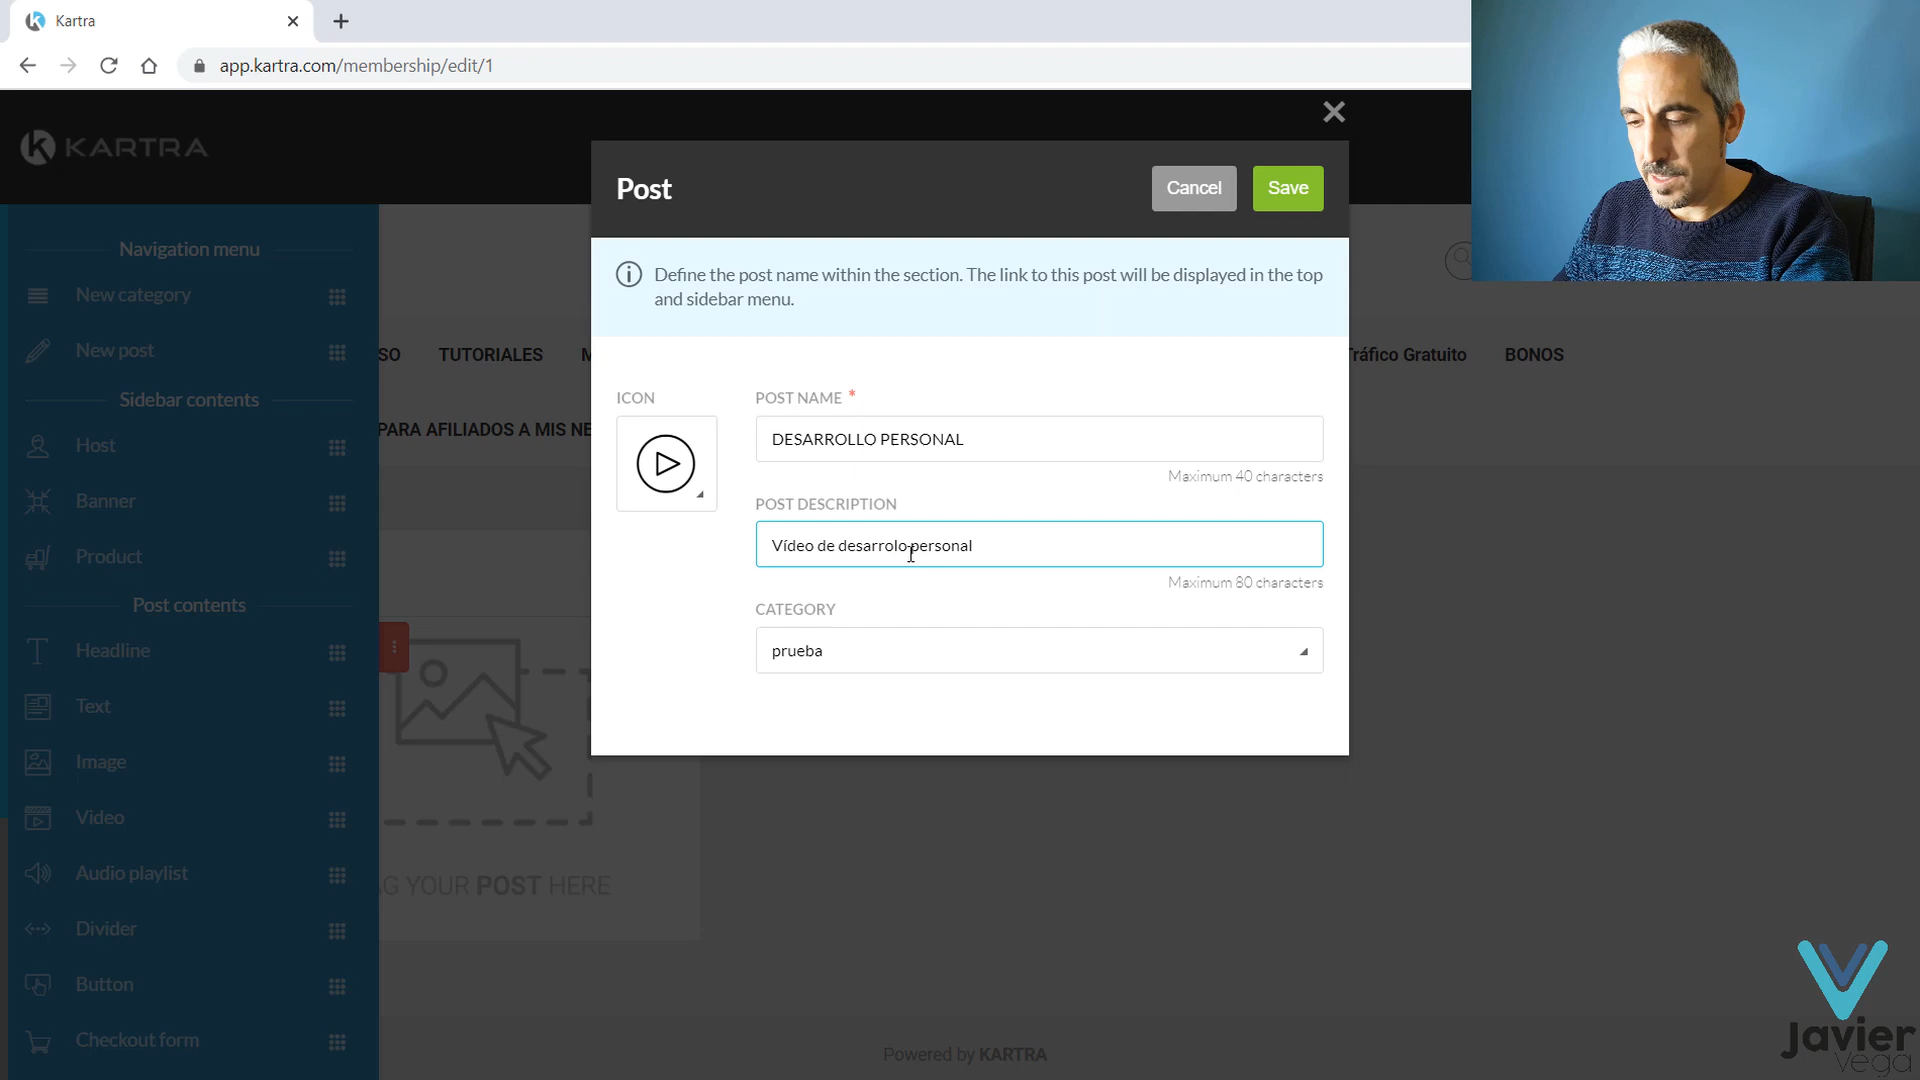 Kartra
app.kartra.com/membership/edit/1
KARTRA
Post
Cancel
Save
Define the post name within the section. The link to this post will be displayed in the top
and sidebar menu.
Navigation menu
New category
New post
Sidebar contents
Host
Banner
Product
Post contents
Headline
Text
Image
Video
Audio playlist
Divider
Button
Checkout form
SO
TUTORIALES
M
Tráfico Gratuito
BONOS
PARA AFILIADOS A MIS NE
ICON
POST NAME *
DESARROLLO PERSONAL
Maximum 40 characters
POST DESCRIPTION
Vídeo de desarrolo personal
Maximum 80 characters
CATEGORY
prueba
AG YOUR POST HERE
Powered by KARTRA
Javier
Vega